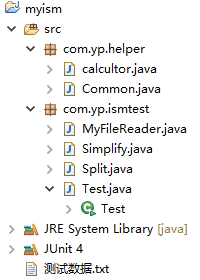 myism
src
com.yp.helper
calcultor.java
Common.java
com.yp.ismtest
MyFileReader.java
Simplify.java
Split.java
Test.java
Test
JRE System Library [java]
JUnit 4
测试数据.txt